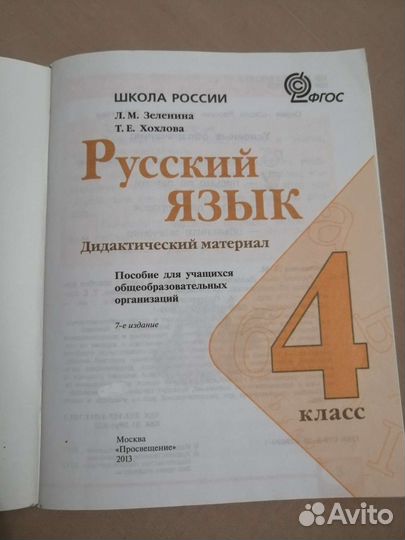 ШКОЛА РОССИИ
ФГОС
Л. М. Зеленина
Т. Е. Хохлова
Русский
ЯЗЫК
Дидактический материал
Пособие для учащихся
общеобразовательных
организаций
7-е издание
4
КЛАСС
Москва
«Просвещение»
2013
Avito